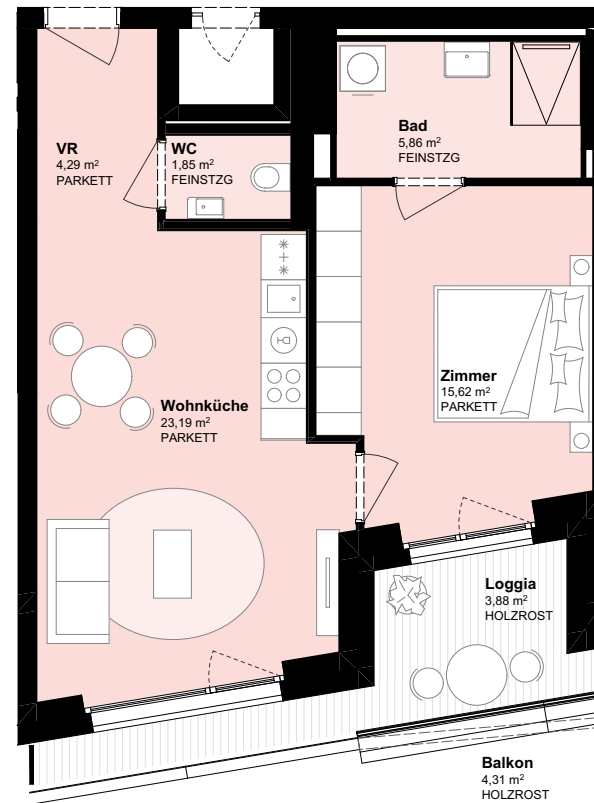 VR
4,29 m²
PARKETT
WC
1,85 m²
FEINSTZG
Bad
5,86 m²
FEINSTZG
Wohnküche
23,19 m²
PARKETT
Zimmer
15,62 m²
PARKETT
Loggia
3,88 m²
HOLZROST
Balkon
4,31 m²
HOLZROST